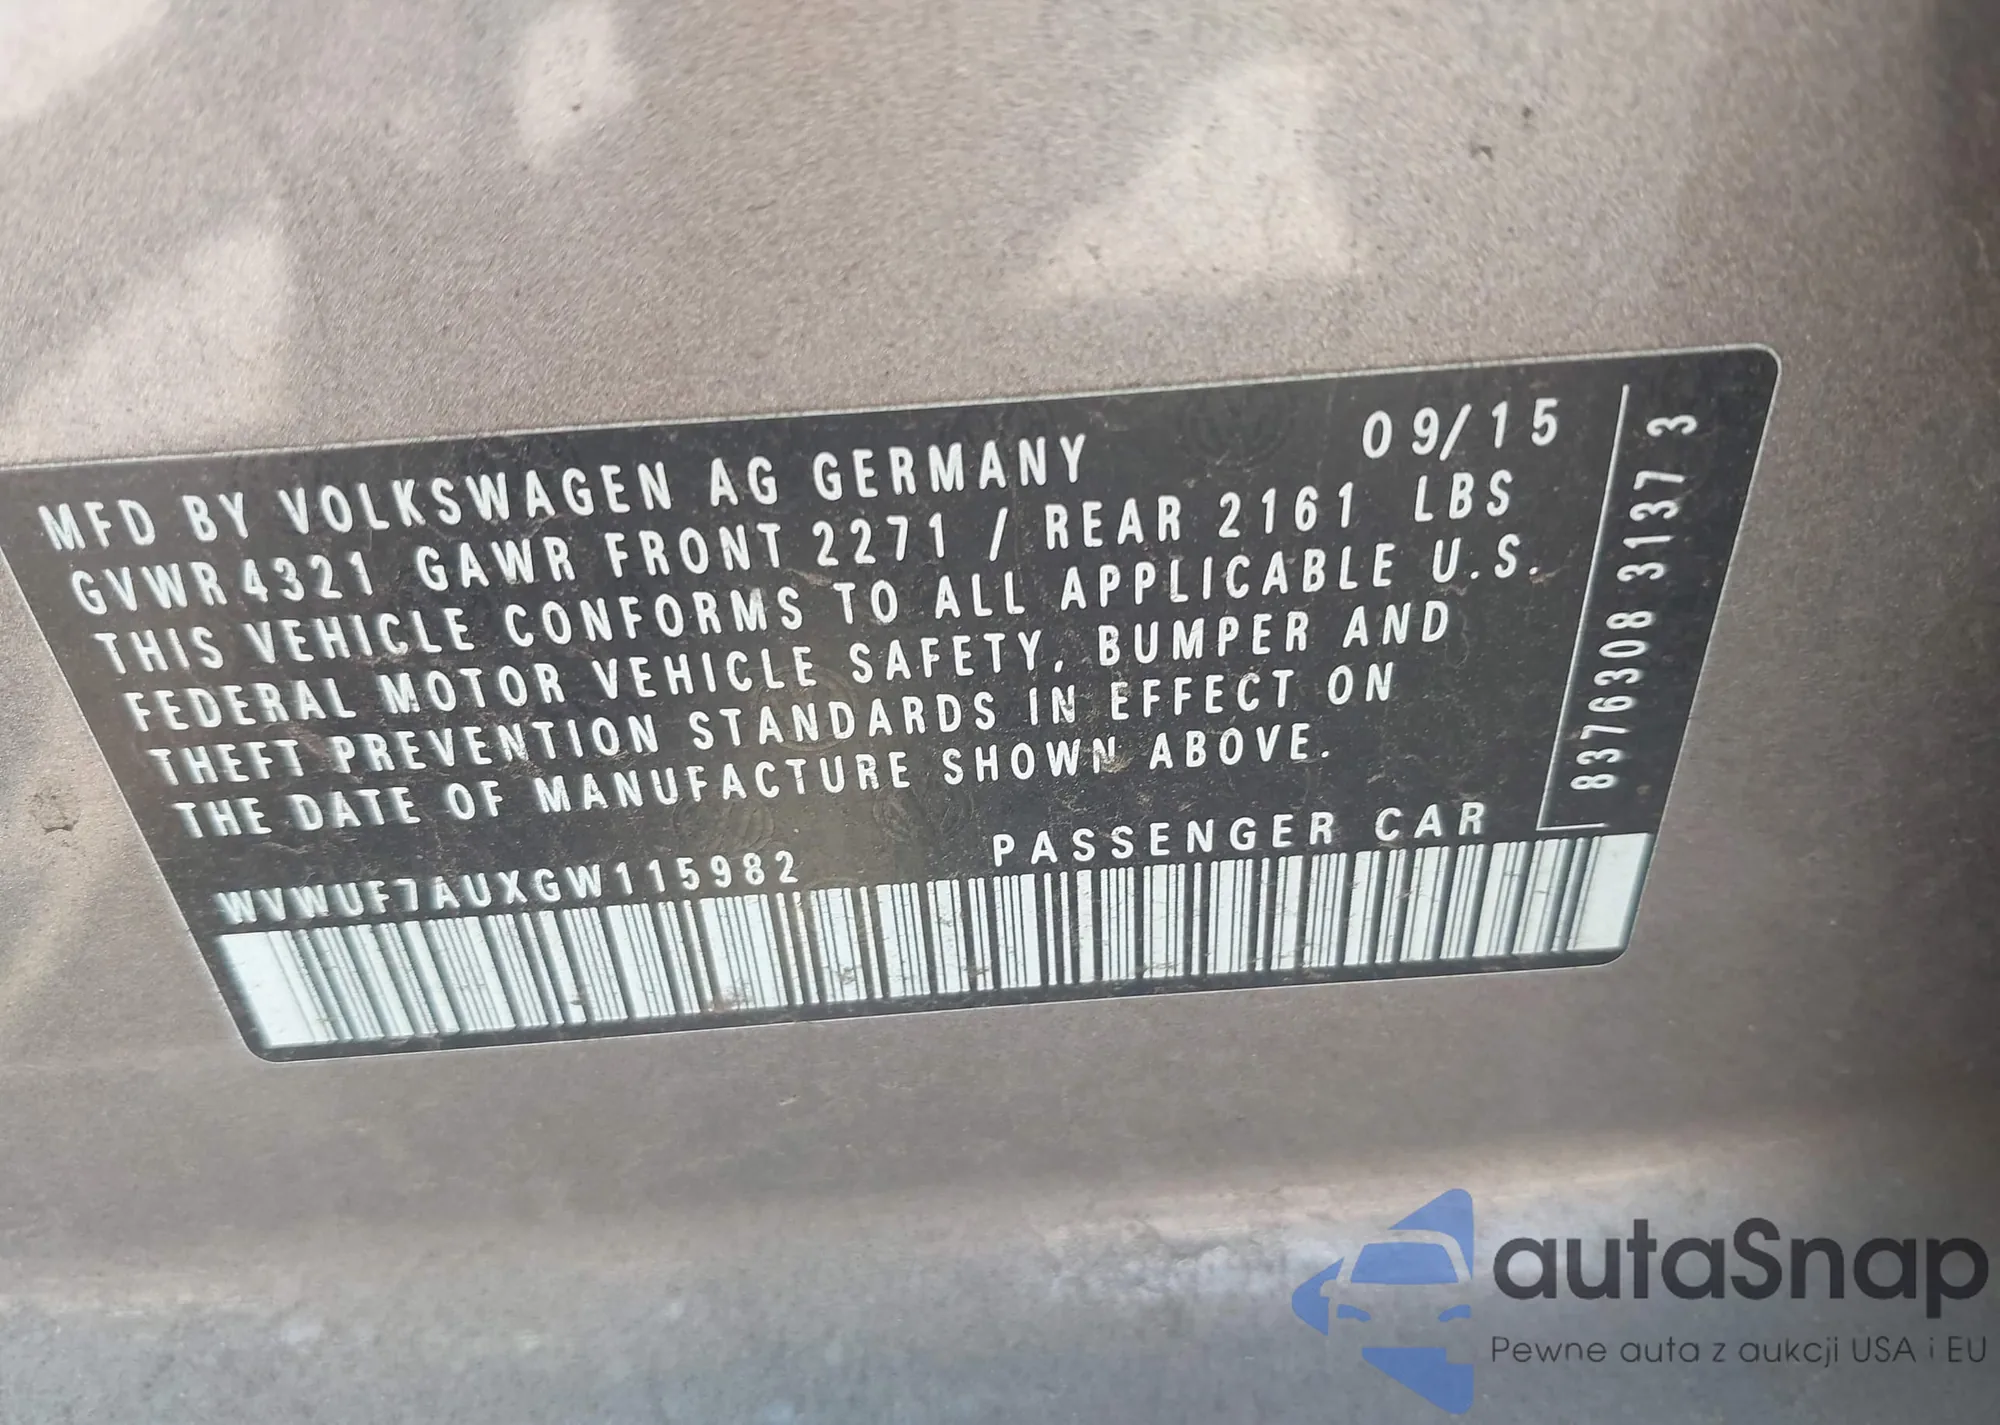 MFD BY VOLKSWAGEN AG GERMANY 09/15
GVWR 4321 GAWR FRONT 2271 / REAR 2161 LBS
THIS VEHICLE CONFORMS TO ALL APPLICABLE U.S.
FEDERAL MOTOR VEHICLE SAFETY, BUMPER AND
THEFT PREVENTION STANDARDS IN EFFECT ON
THE DATE OF MANUFACTURE SHOWN ABOVE.
WVWUF7AUXGW115982 PASSENGER CAR
8376308 3137 3
autaSnap
Pewne auta z aukcji USA i EU